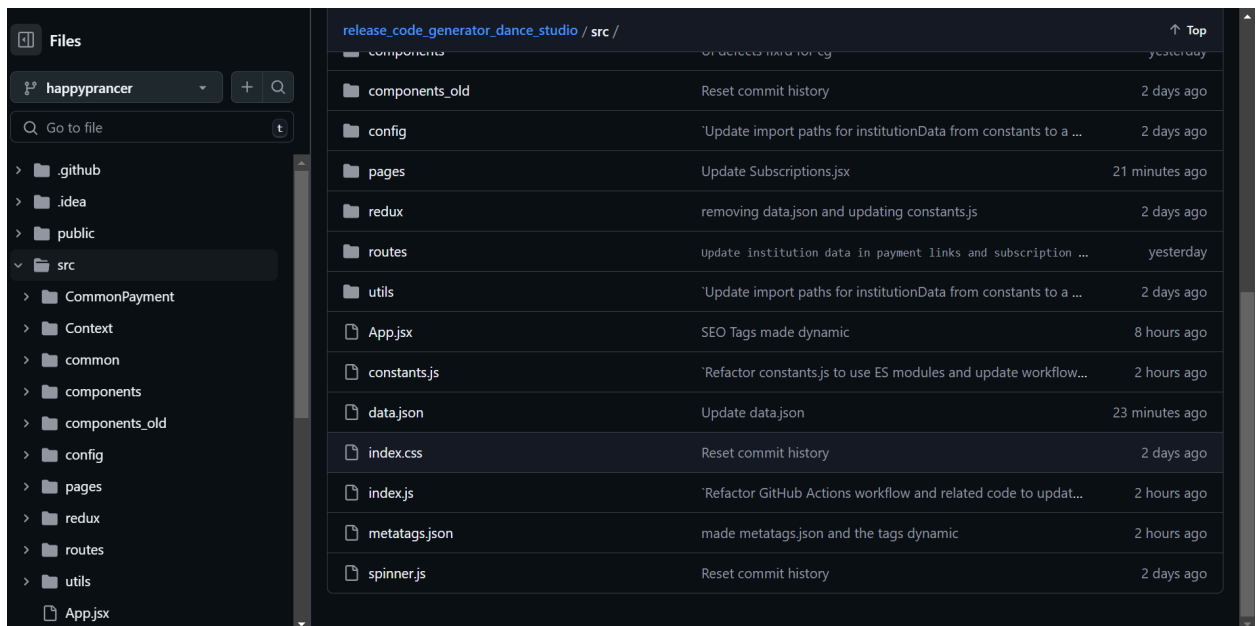 Files
happyprancer
Go to file
t
.github
.idea
public
src
CommonPayment
Context
common
components
components_old
config
pages
redux
routes
utils
App.jsx
release_code_generator_dance_studio / src /
Top
components UI defects fixrd for cg yesterday
components_old Reset commit history 2 days ago
config `Update import paths for institutionData from constants to a ... 2 days ago
pages Update Subscriptions.jsx 21 minutes ago
redux removing data.json and updating constants.js 2 days ago
routes Update institution data in payment links and subscription ... yesterday
utils `Update import paths for institutionData from constants to a ... 2 days ago
App.jsx SEO Tags made dynamic 8 hours ago
constants.js `Refactor constants.js to use ES modules and update workflow... 2 hours ago
data.json Update data.json 23 minutes ago
index.css Reset commit history 2 days ago
index.js `Refactor GitHub Actions workflow and related code to updat... 2 hours ago
metatags.json made metatags.json and the tags dynamic 2 hours ago
spinner.js Reset commit history 2 days ago